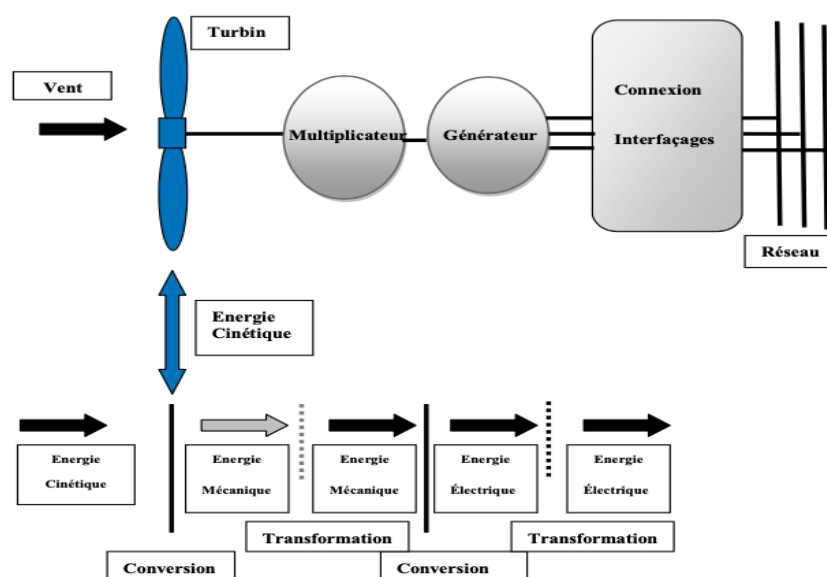 Turbin
Vent
Connexion
Multiplicateur
Générateur
Interfaçages
Réseau
Energie
Cinétique
Energie
Cinétique
Energie
Mécanique
Energie
Mécanique
Energie
Électrique
Energie
Électrique
Transformation
Transformation
Conversion
Conversion